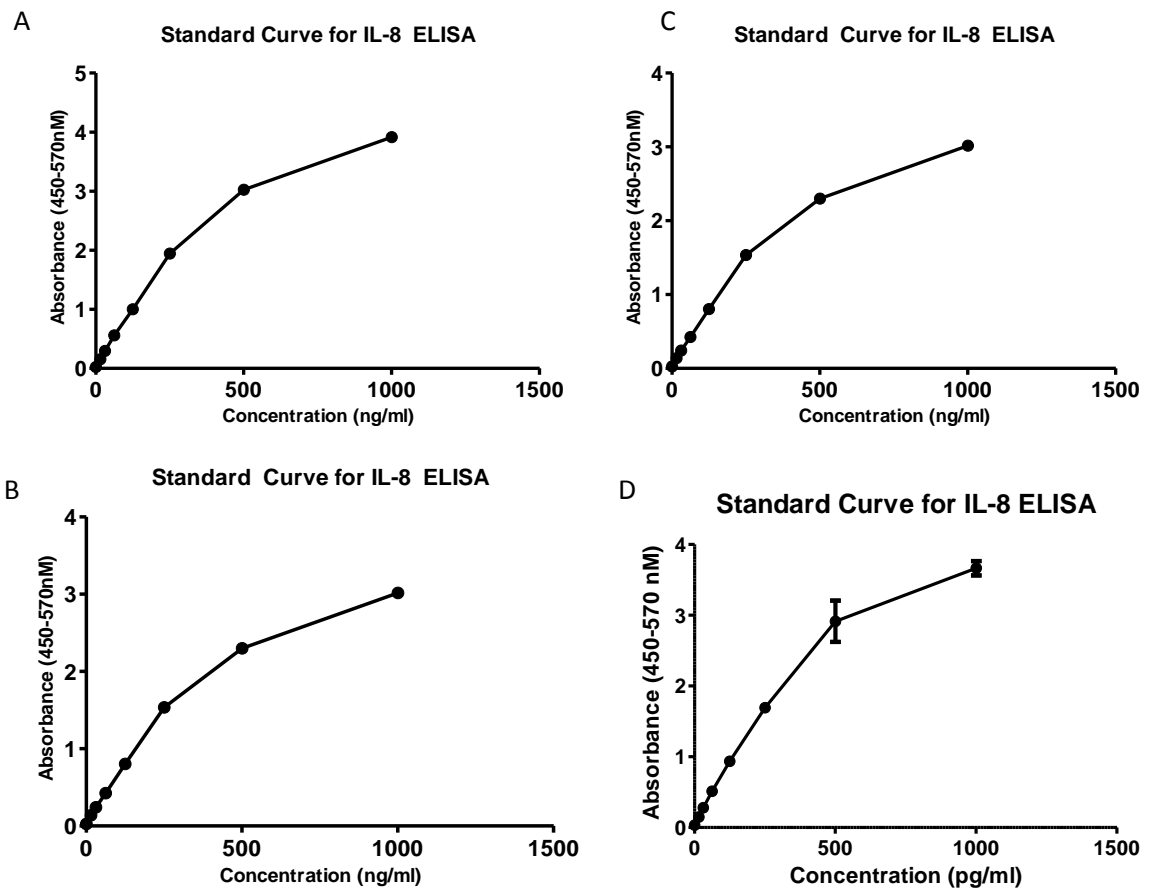 A
Standard Curve for IL-8 ELISA
5
4
3
2
1
0
0 500 1000 1500
Absorbance (450-570nM)
Concentration (ng/ml)
C
Standard Curve for IL-8 ELISA
4
3
2
1
0
0 500 1000 1500
Absorbance (450-570nM)
Concentration (ng/ml)
B
Standard Curve for IL-8 ELISA
4
3
2
1
0
0 500 1000 1500
Absorbance (450-570nM)
Concentration (ng/ml)
D
Standard Curve for IL-8 ELISA
4
3
2
1
0
0 500 1000 1500
Absorbance (450-570 nM)
Concentration (pg/ml)